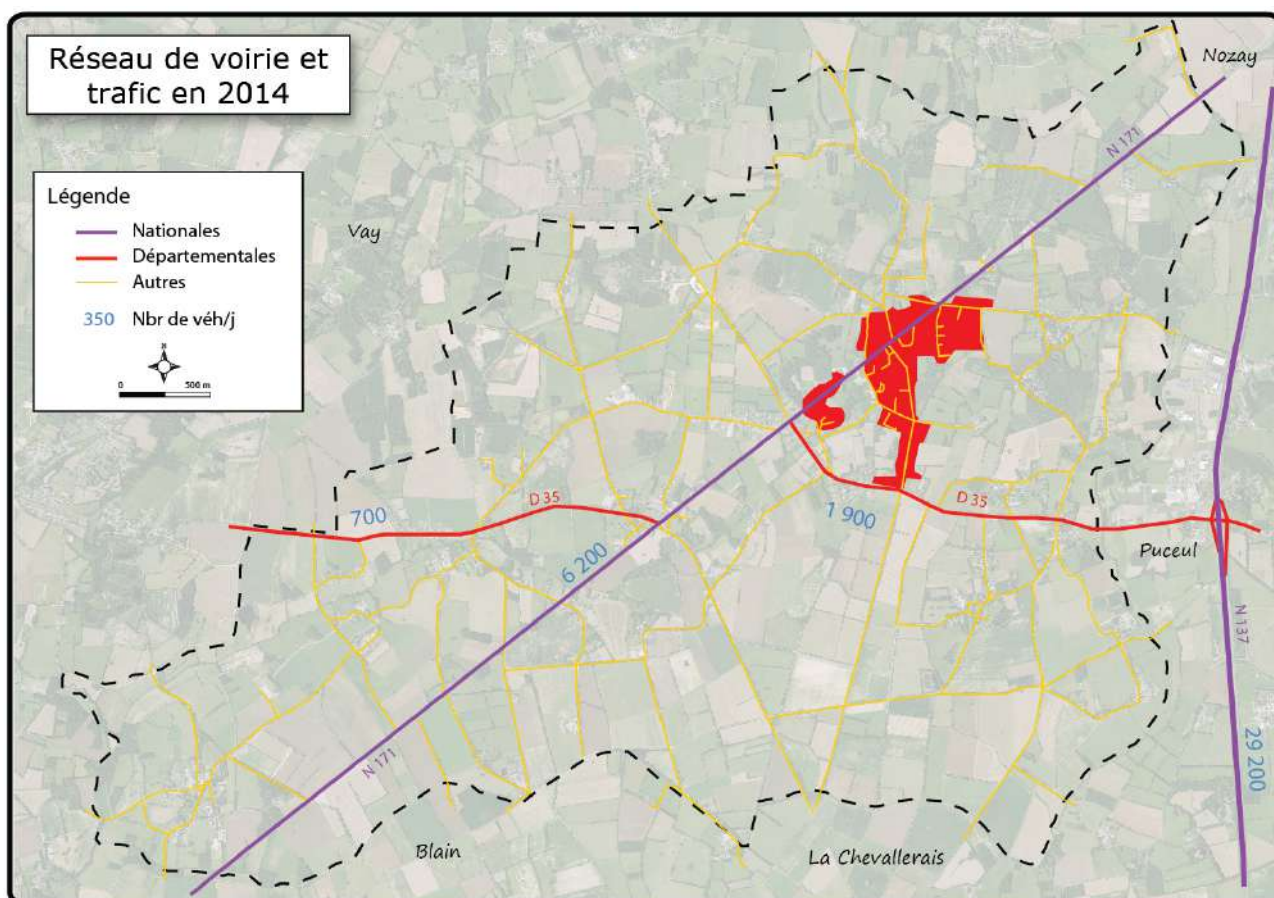 Réseau de voirie et
trafic en 2014
Légende
Nationales
Départementales
Autres
350 Nbr de véh/j
N
0 500 m
Nozay
N 171
Vay
D 35
700
6 200
1 900
D 35
Puceul
N 137
29 200
N 171
Blain
La Chevallerais